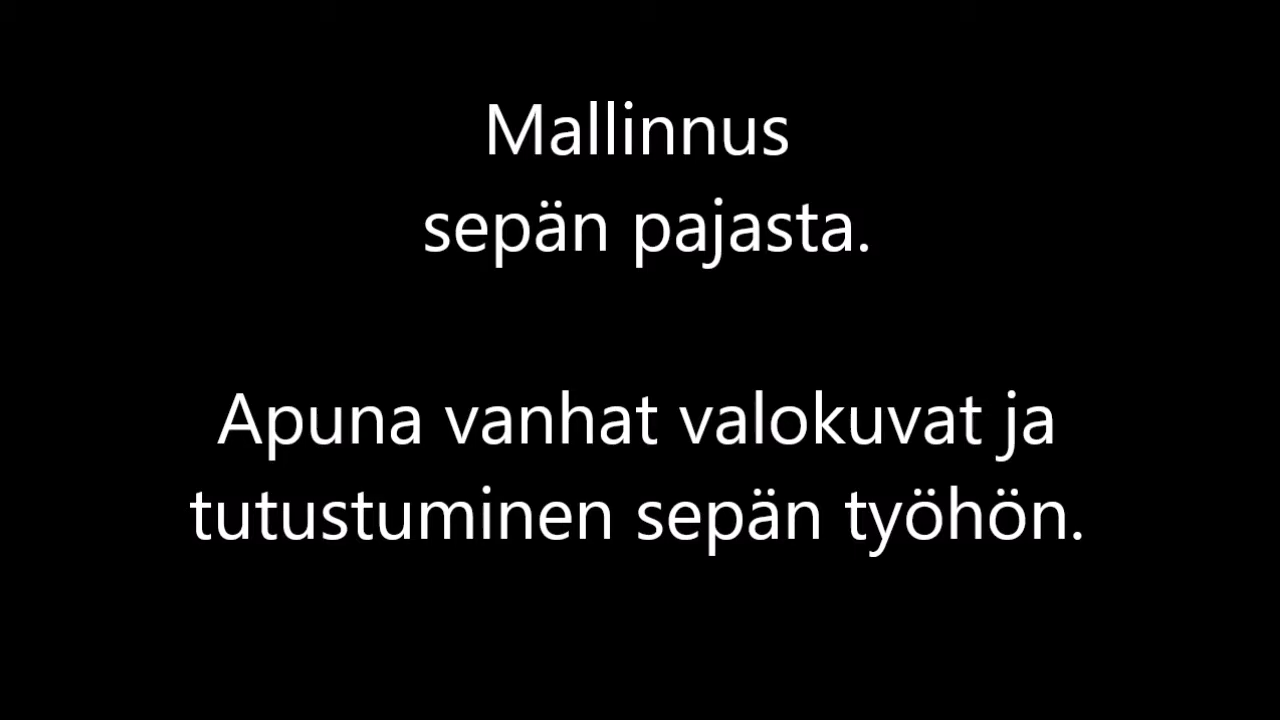 Mallinnus
sepän pajasta.
Apuna vanhat valokuvat ja
tutustuminen sepän työhön.